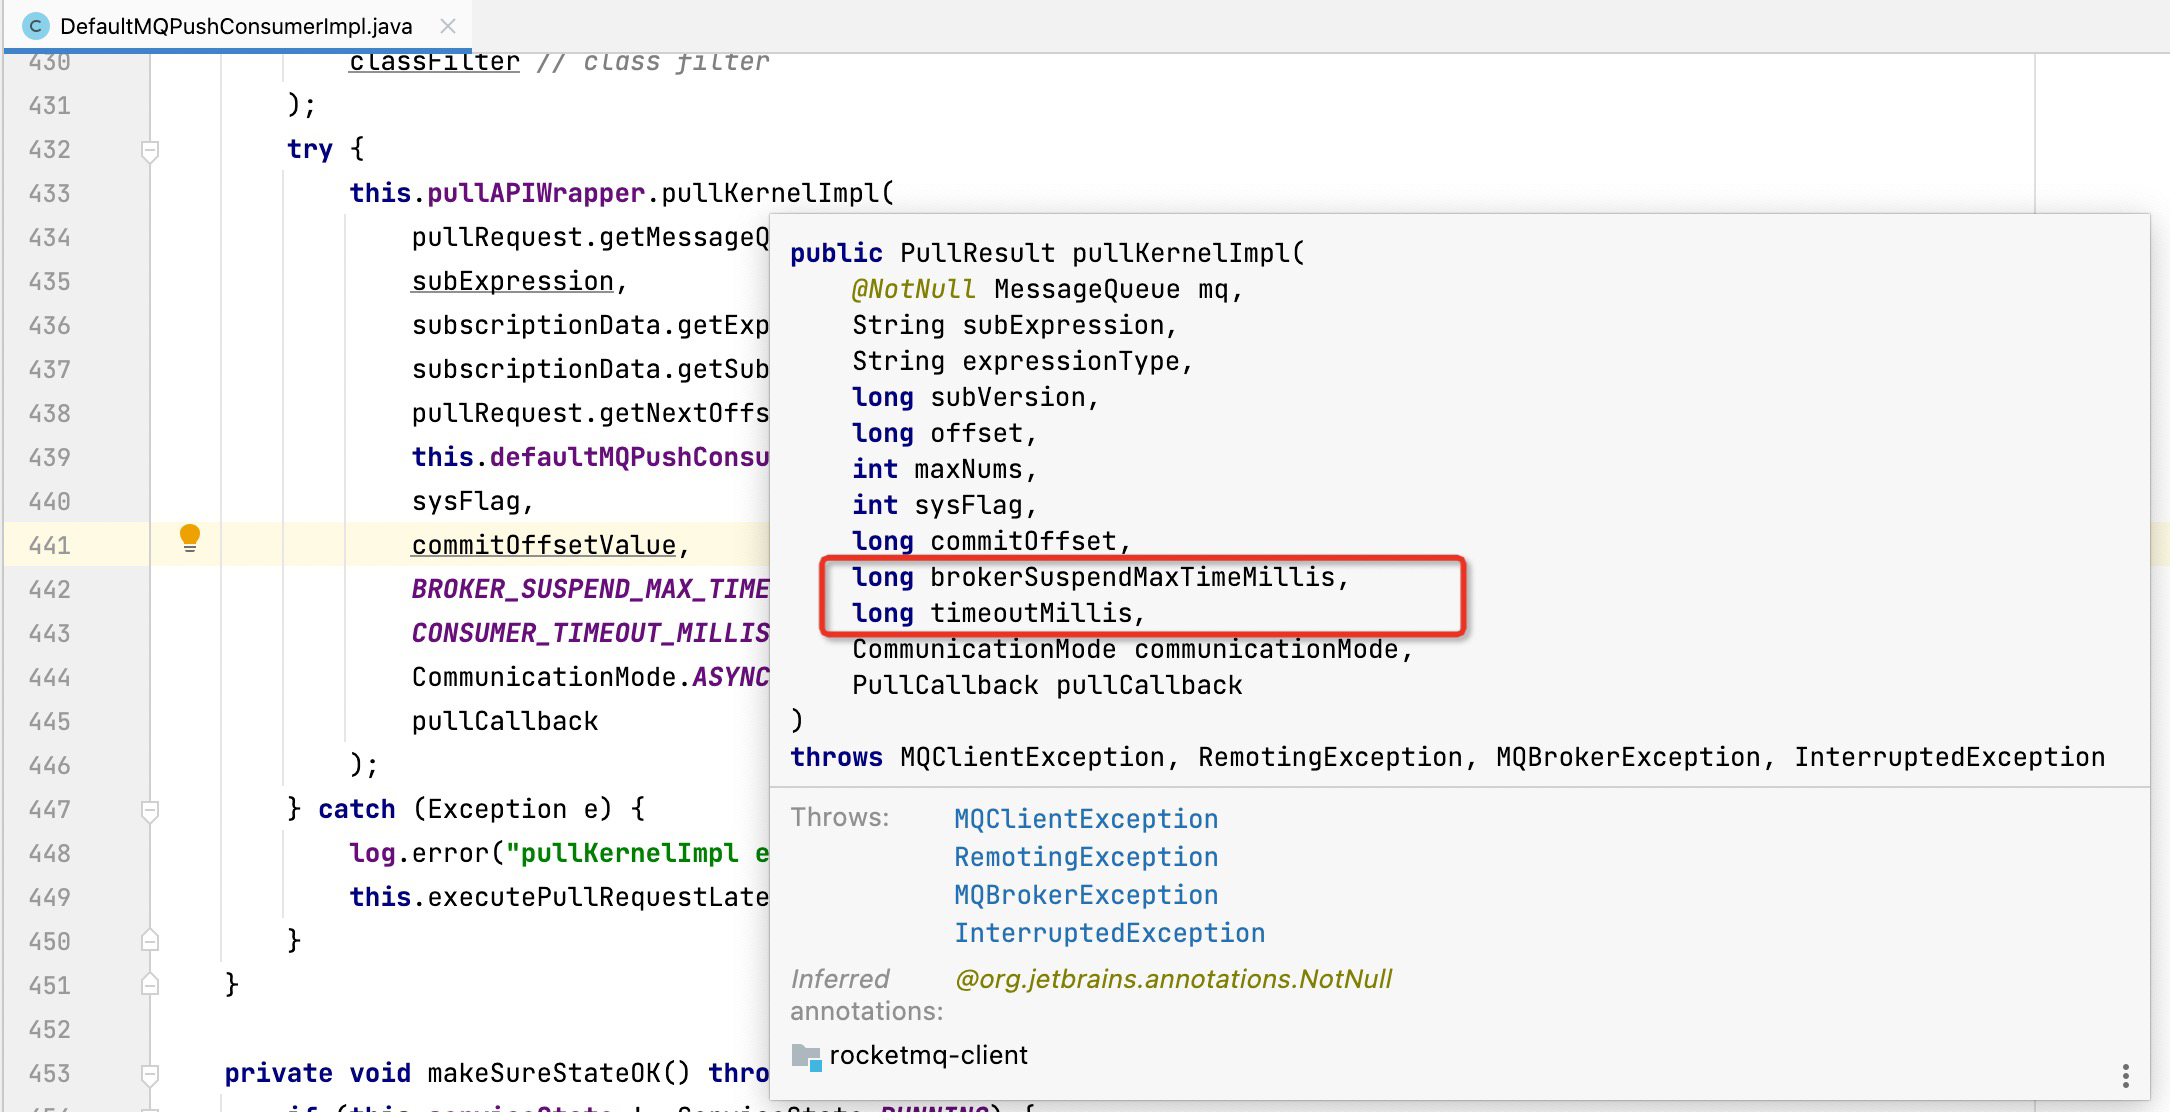 DefaultMQPushConsumerImpl.java
430 classFilter // class filter
431 );
432 try {
433 this.pullAPIWrapper.pullKernelImpl(
434 pullRequest.getMessageQ
435 subExpression,
436 subscriptionData.getExp
437 subscriptionData.getSub
438 pullRequest.getNextOffs
439 this.defaultMQPushConsu
440 sysFlag,
441 commitOffsetValue,
442 BROKER_SUSPEND_MAX_TIME
443 CONSUMER_TIMEOUT_MILLIS
444 CommunicationMode.ASYNC
445 pullCallback
446 );
447 } catch (Exception e) {
448 log.error("pullKernelImpl e
449 this.executePullRequestLate
450 }
451 }
452
453 private void makeSureStateOK() thro
public PullResult pullKernelImpl(
@NotNull MessageQueue mq,
String subExpression,
String expressionType,
long subVersion,
long offset,
int maxNums,
int sysFlag,
long commitOffset,
long brokerSuspendMaxTimeMillis,
long timeoutMillis,
CommunicationMode communicationMode,
PullCallback pullCallback
)
throws MQClientException, RemotingException, MQBrokerException, InterruptedException
Throws: MQClientException
RemotingException
MQBrokerException
InterruptedException
Inferred annotations: @org.jetbrains.annotations.NotNull
rocketmq-client